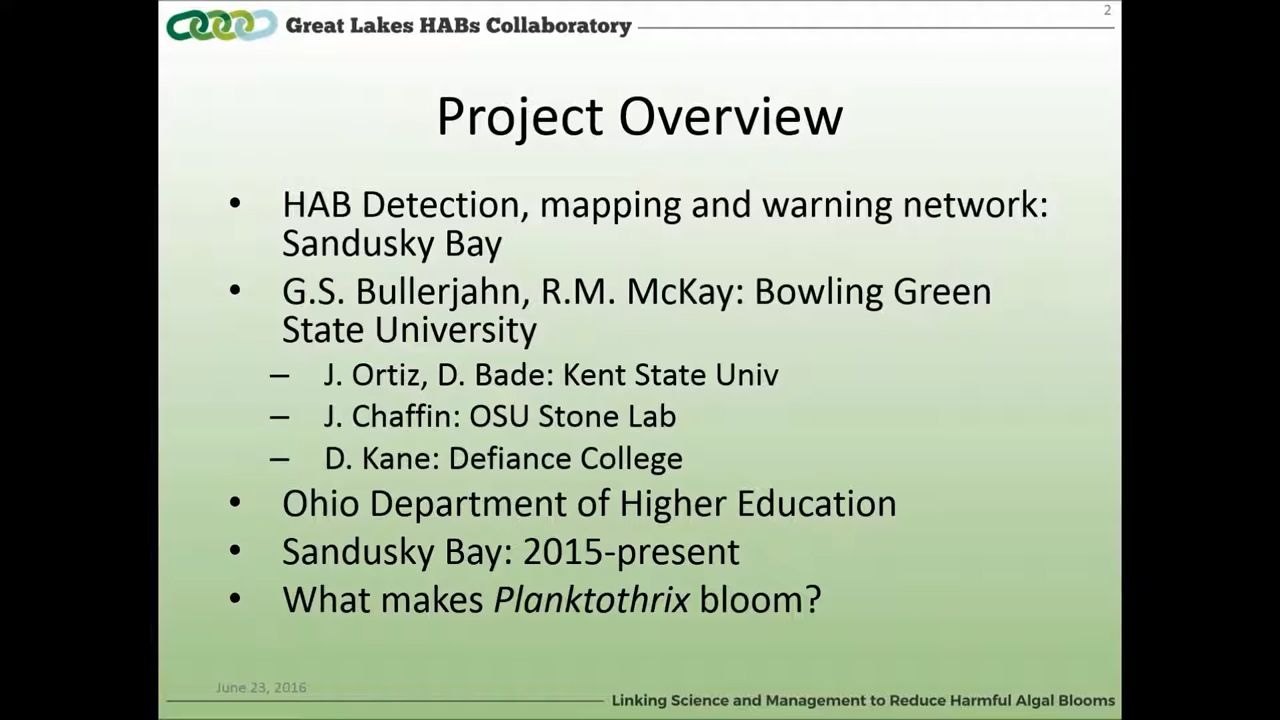 2
Great Lakes HABs Collaboratory
Project Overview
• HAB Detection, mapping and warning network:
Sandusky Bay
• G.S. Bullerjahn, R.M. McKay: Bowling Green
State University
– J. Ortiz, D. Bade: Kent State Univ
– J. Chaffin: OSU Stone Lab
– D. Kane: Defiance College
• Ohio Department of Higher Education
• Sandusky Bay: 2015-present
• What makes Planktothrix bloom?
June 23, 2016
Linking Science and Management to Reduce Harmful Algal Blooms